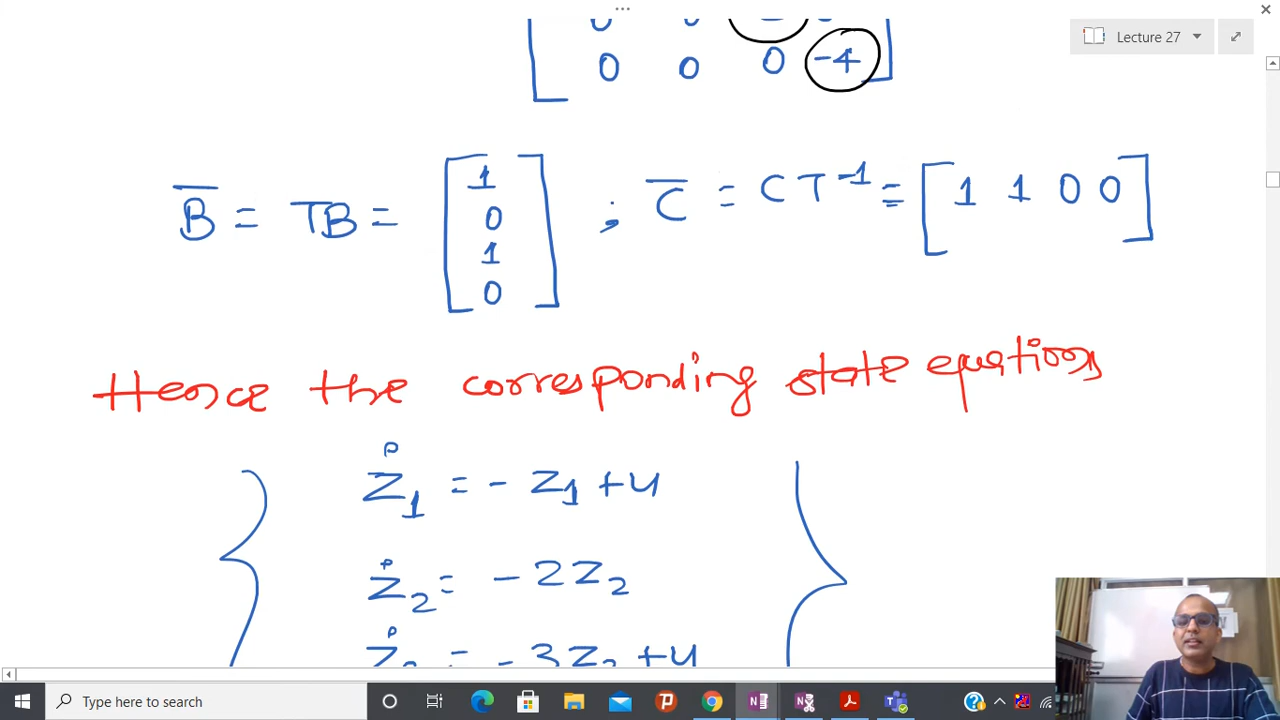 Lecture 27
0 0 0 -4
B̅ = TB = [1 0 1 0] ; C̅ = CT⁻¹ = [1 1 0 0]
Hence the corresponding state equations
ż₁ = - z₁ + u
ż₂ = - 2z₂
= - 3z₃ + u
Type here to search